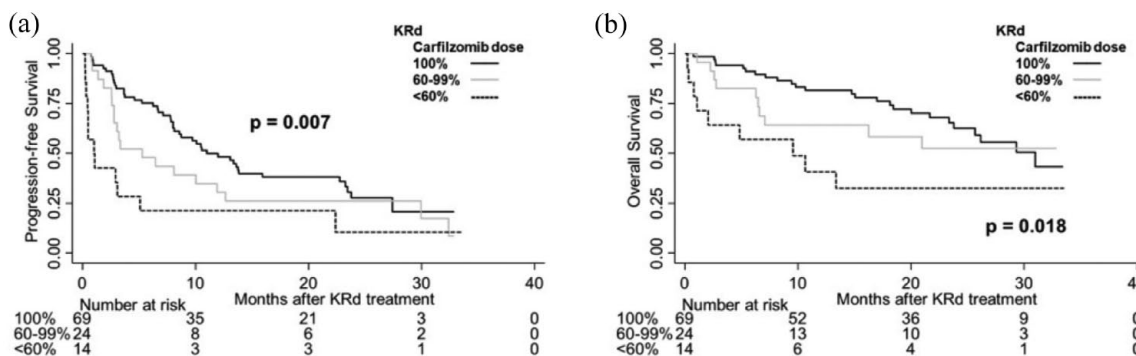 (a)
KRd
Carfilzomib dose
100%
60-99%
<60%
p = 0.007
Progression-free Survival
1.00
0.75
0.50
0.25
0.00
0 10 20 30 40
Number at risk
Months after KRd treatment
100% 69 35 21 3 0
60-99% 24 8 6 2 0
<60% 14 3 3 1 0
(b)
KRd
Carfilzomib dose
100%
60-99%
<60%
p = 0.018
Overall Survival
1.00
0.75
0.50
0.25
0.00
0 10 20 30 4
Number at risk
Months after KRd treatment
100% 69 52 36 9 0
60-99% 24 13 10 3 0
<60% 14 6 4 1 0